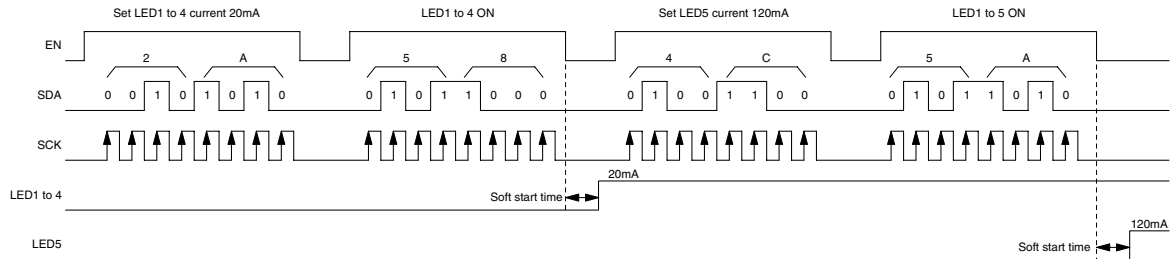 Set LED1 to 4 current 20mA LED1 to 4 ON Set LED5 current 120mA LED1 to 5 ON
EN
2 A 5 8 4 C 5 A
SDA 0 0 1 0 1 0 1 0 0 1 0 1 1 0 0 0 0 1 0 0 1 1 0 0 0 1 0 1 1 0 1 0
SCK
20mA
LED1 to 4 Soft start time
120mA
LED5 Soft start time